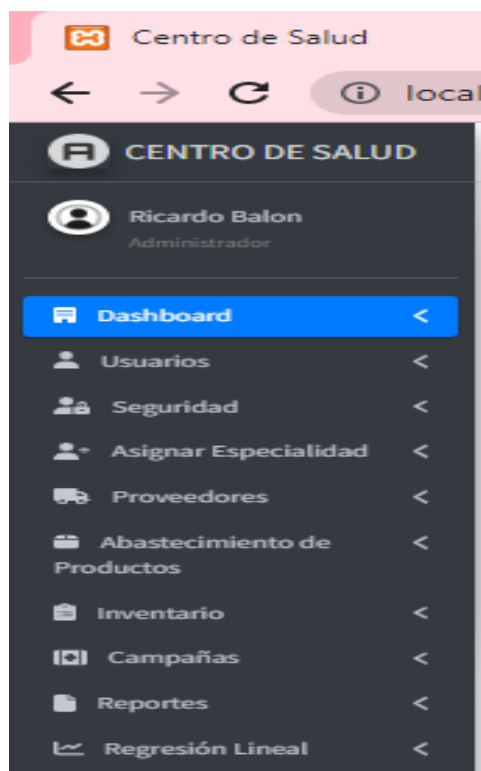 Centro de Salud
local
CENTRO DE SALUD
Ricardo Balon
Administrador
Dashboard
Usuarios
Seguridad
Asignar Especialidad
Proveedores
Abastecimiento de
Productos
Inventario
Campañas
Reportes
Regresión Lineal